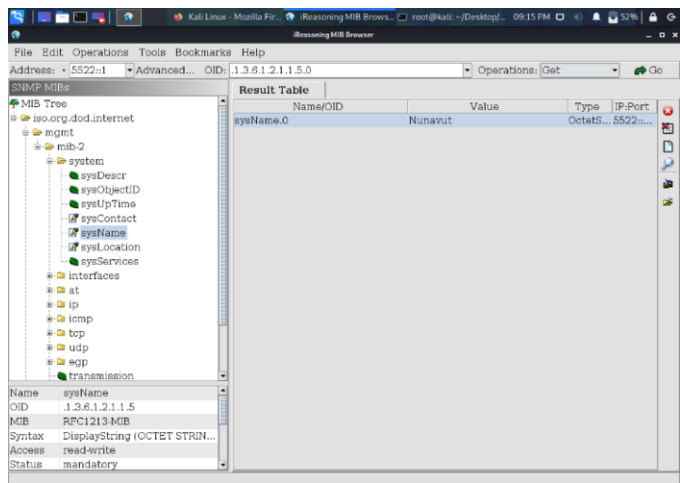 Kali Linux - Mozilla Fir... iReasoning MIB Brows... root@kali: ~/Desktop/... 09:15 PM 52%
iReasoning MIB Browser
File Edit Operations Tools Bookmarks Help
Address: 5522::1 Advanced... OID: .1.3.6.1.2.1.1.5.0 Operations: Get Go
SNMP MIBs
MIB Tree
iso.org.dod.internet
mgmt
mib-2
system
sysDescr
sysObjectID
sysUpTime
sysContact
sysName
sysLocation
sysServices
interfaces
at
ip
icmp
tcp
udp
egp
transmission
Name sysName
OID .1.3.6.1.2.1.1.5
MIB RFC1213-MIB
Syntax DisplayString (OCTET STRIN...
Access read-write
Status mandatory
Result Table
Name/OID Value Type IP:Port
sysName.0 Nunavut OctetS... 5522::...